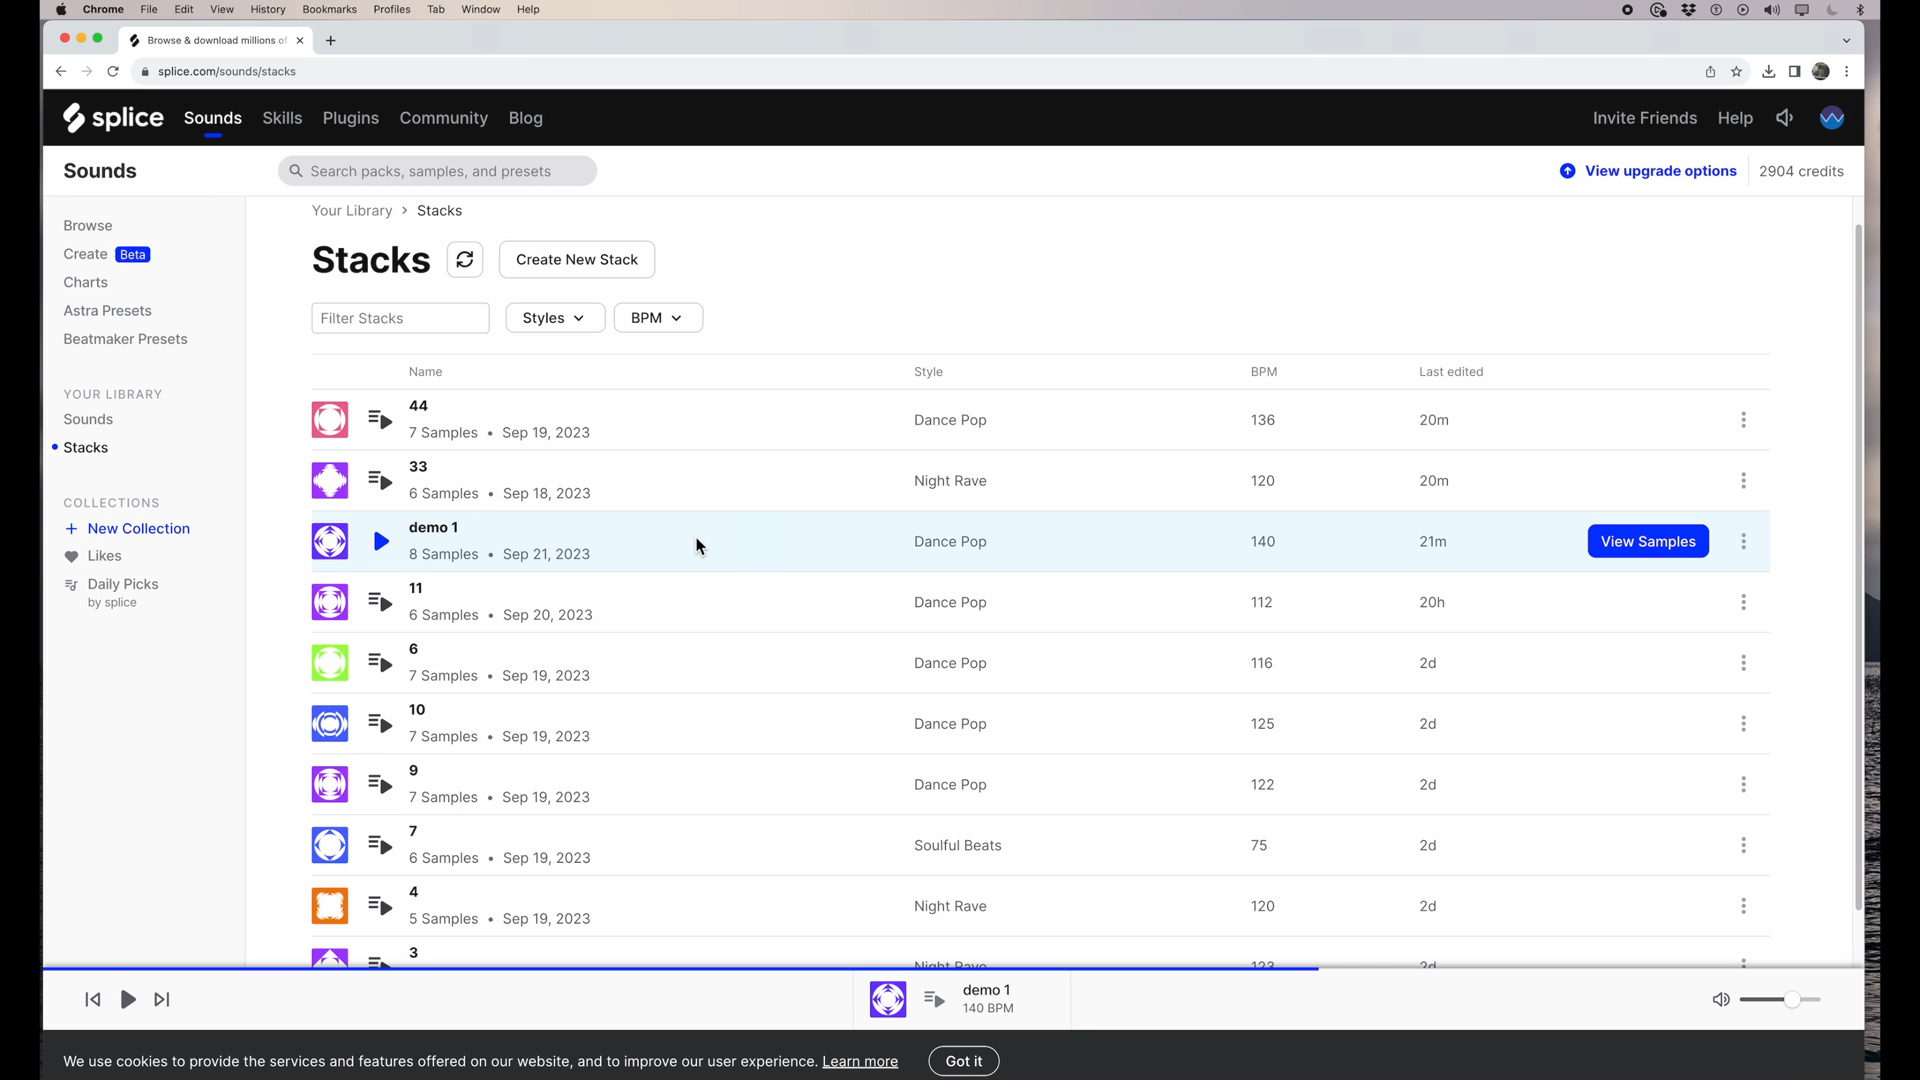 Chrome File Edit View History Bookmarks Profiles Tab Window Help
Browse & download millions of
splice.com/sounds/stacks
splice Sounds Skills Plugins Community Blog Invite Friends Help
Sounds Search packs, samples, and presets View upgrade options 2904 credits
Browse
Create Beta
Charts
Astra Presets
Beatmaker Presets
YOUR LIBRARY
Sounds
Stacks
COLLECTIONS
+ New Collection
Likes
Daily Picks
by splice
Your Library > Stacks
Stacks Create New Stack
Filter Stacks Styles BPM
Name Style BPM Last edited
44
7 Samples • Sep 19, 2023 Dance Pop 136 20m
33
6 Samples • Sep 18, 2023 Night Rave 120 20m
demo 1
8 Samples • Sep 21, 2023 Dance Pop 140 21m View Samples
11
6 Samples • Sep 20, 2023 Dance Pop 112 20h
6
7 Samples • Sep 19, 2023 Dance Pop 116 2d
10
7 Samples • Sep 19, 2023 Dance Pop 125 2d
9
7 Samples • Sep 19, 2023 Dance Pop 122 2d
7
6 Samples • Sep 19, 2023 Soulful Beats 75 2d
4
5 Samples • Sep 19, 2023 Night Rave 120 2d
3
Night Rave 123 2d
demo 1
140 BPM
We use cookies to provide the services and features offered on our website, and to improve our user experience. Learn more Got it